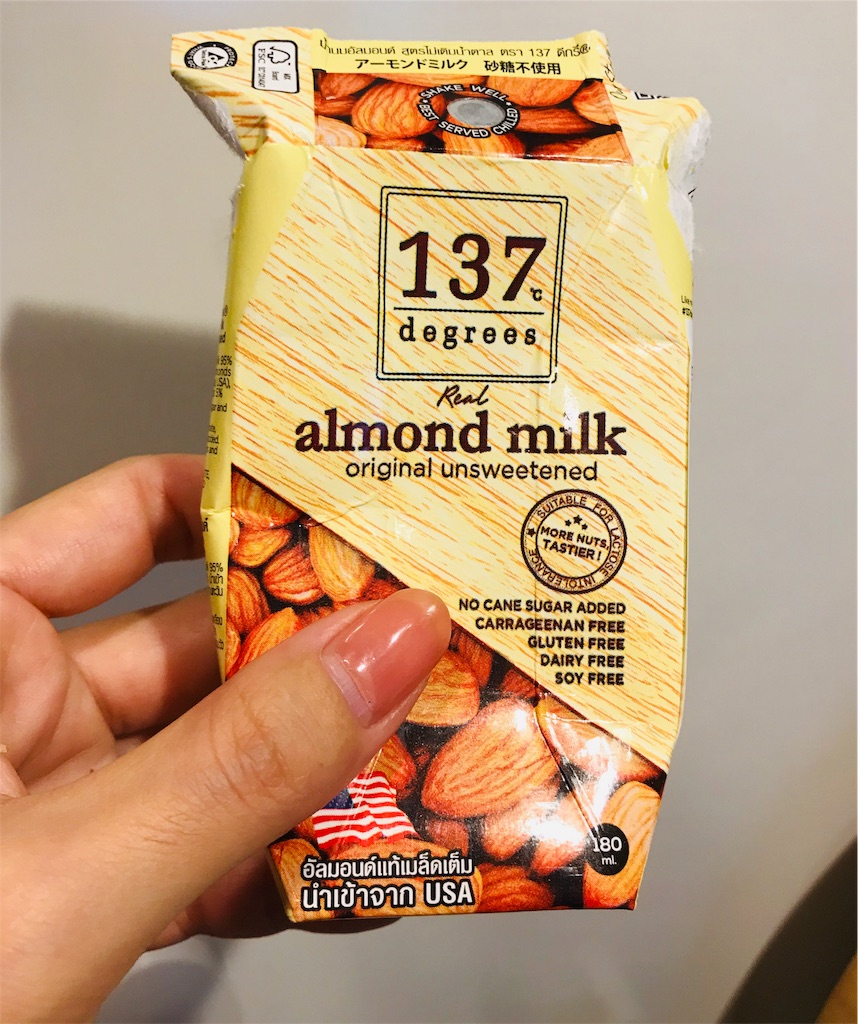 น้ำนมอัลมอนด์ สูตรไม่เติมน้ำตาล ตรา 137 ดีกรี®
アーモンドミルク 砂糖不使用
FSC
SHAKE WELL
BEST SERVED CHILLED
137 °C
degrees
Real
almond milk
original unsweetened
SUITABLE FOR LACTOSE INTOLERANCE
MORE NUTS,
TASTIER!
NO CANE SUGAR ADDED
CARRAGEENAN FREE
GLUTEN FREE
DAIRY FREE
SOY FREE
180
ml.
อัลมอนด์แท้เมล็ดเต็ม
นำเข้าจาก USA